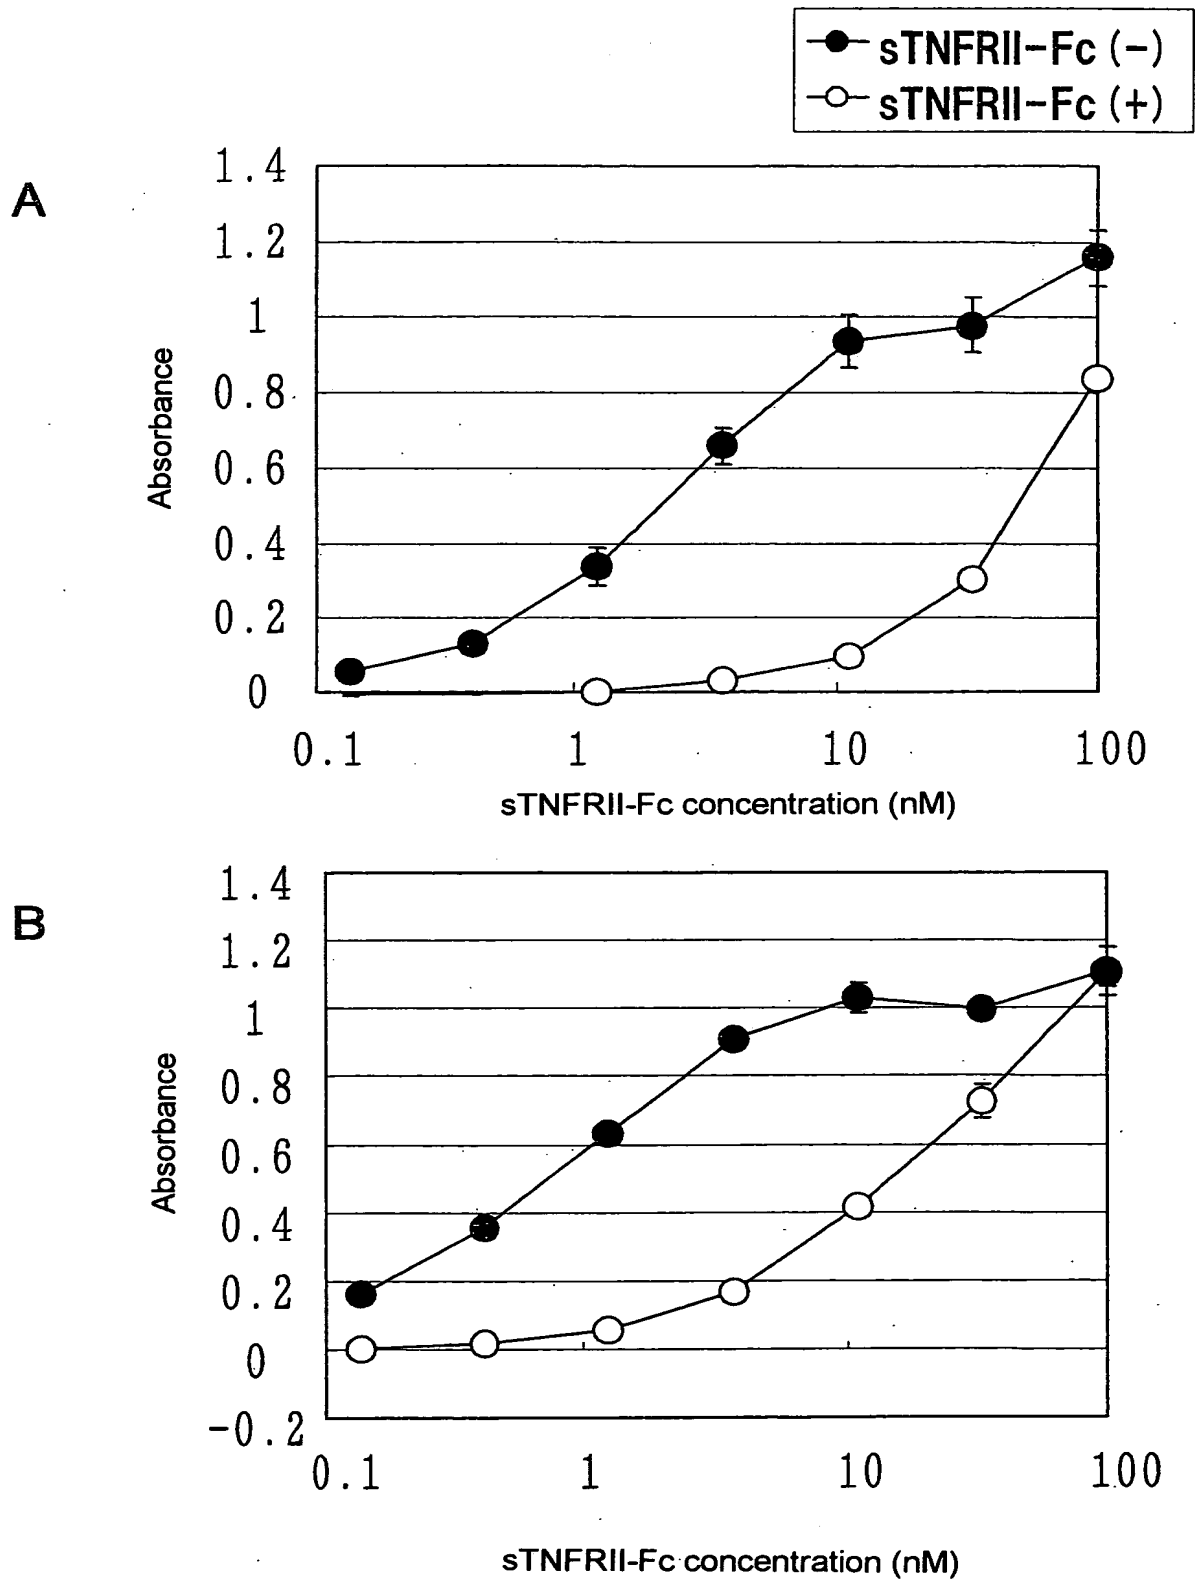 sTNFRII-Fc (-)
sTNFRII-Fc (+)
A
1.4
1.2
1
0.8
0.6
0.4
0.2
0
Absorbance
0.1 1 10 100
sTNFRII-Fc concentration (nM)
B
1.4
1.2
1
0.8
0.6
0.4
0.2
0
-0.2
Absorbance
0.1 1 10 100
sTNFRII-Fc concentration (nM)